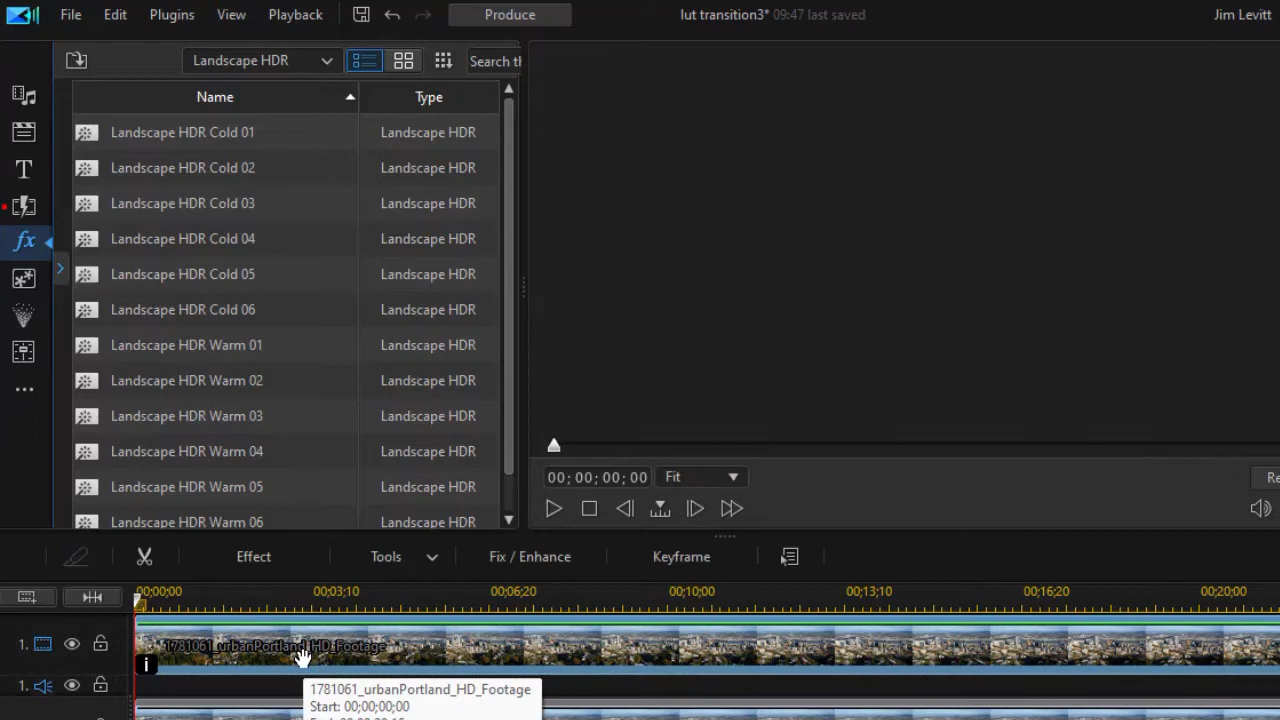 File Edit Plugins View Playback Produce lut transition3* 09:47 last saved Jim Levitt
Landscape HDR Search th
Name Type
Landscape HDR Cold 01 Landscape HDR
Landscape HDR Cold 02 Landscape HDR
Landscape HDR Cold 03 Landscape HDR
Landscape HDR Cold 04 Landscape HDR
Landscape HDR Cold 05 Landscape HDR
Landscape HDR Cold 06 Landscape HDR
Landscape HDR Warm 01 Landscape HDR
Landscape HDR Warm 02 Landscape HDR
Landscape HDR Warm 03 Landscape HDR
Landscape HDR Warm 04 Landscape HDR
Landscape HDR Warm 05 Landscape HDR
Landscape HDR Warm 06 Landscape HDR
T
fx
00;00;00;00 Fit Re
Effect Tools Fix / Enhance Keyframe
00;00;00 00;03;10 00;06;20 00;10;00 00;13;10 00;16;20 00;20;00
1. 1781061_urbanPortland_HD_Footage
i
1.
1781061_urbanPortland_HD_Footage
Start: 00;00;00;00